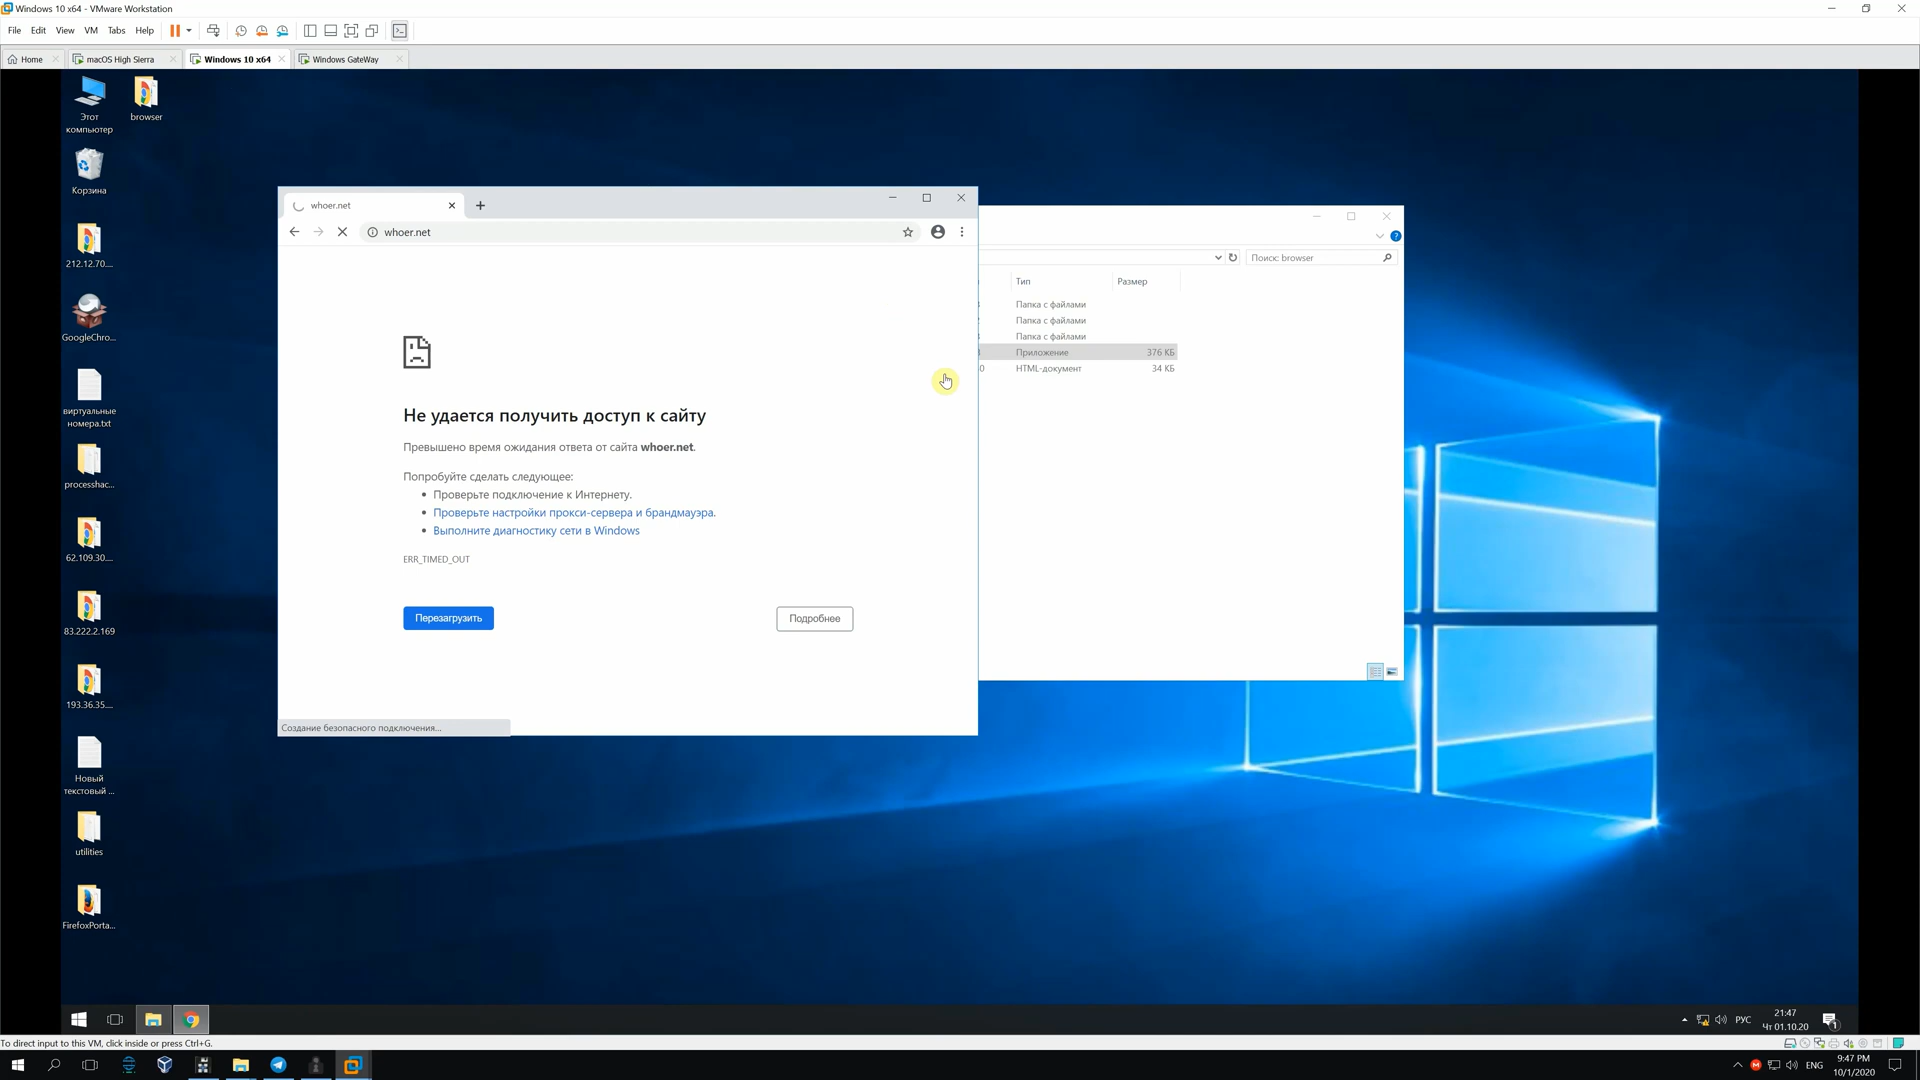 Windows 10 x64 - VMware Workstation
File Edit View VM Tabs Help
Home
macOS High Sierra
Windows 10 x64
Windows GateWay
Этот
компьютер
browser
Корзина
212.12.70....
GoogleChro...
виртуальные
номера.txt
processhac...
62.109.30....
83.222.2.169
193.36.35....
Новый
текстовый ...
utilities
FirefoxPorta...
whoer.net
whoer.net
Не удается получить доступ к сайту
Превышено время ожидания ответа от сайта whoer.net.
Попробуйте сделать следующее:
Проверьте подключение к Интернету.
Проверьте настройки прокси-сервера и брандмауэра.
Выполните диагностику сети в Windows
ERR_TIMED_OUT
Перезагрузить
Подробнее
Создание безопасного подключения...
Поиск: browser
Тип Размер
Папка с файлами
Папка с файлами
Папка с файлами
Приложение 376 КБ
0 HTML-документ 34 КБ
РУС
21:47
Чт 01.10.20
1
To direct input to this VM, click inside or press Ctrl+G.
ENG
9:47 PM
10/1/2020